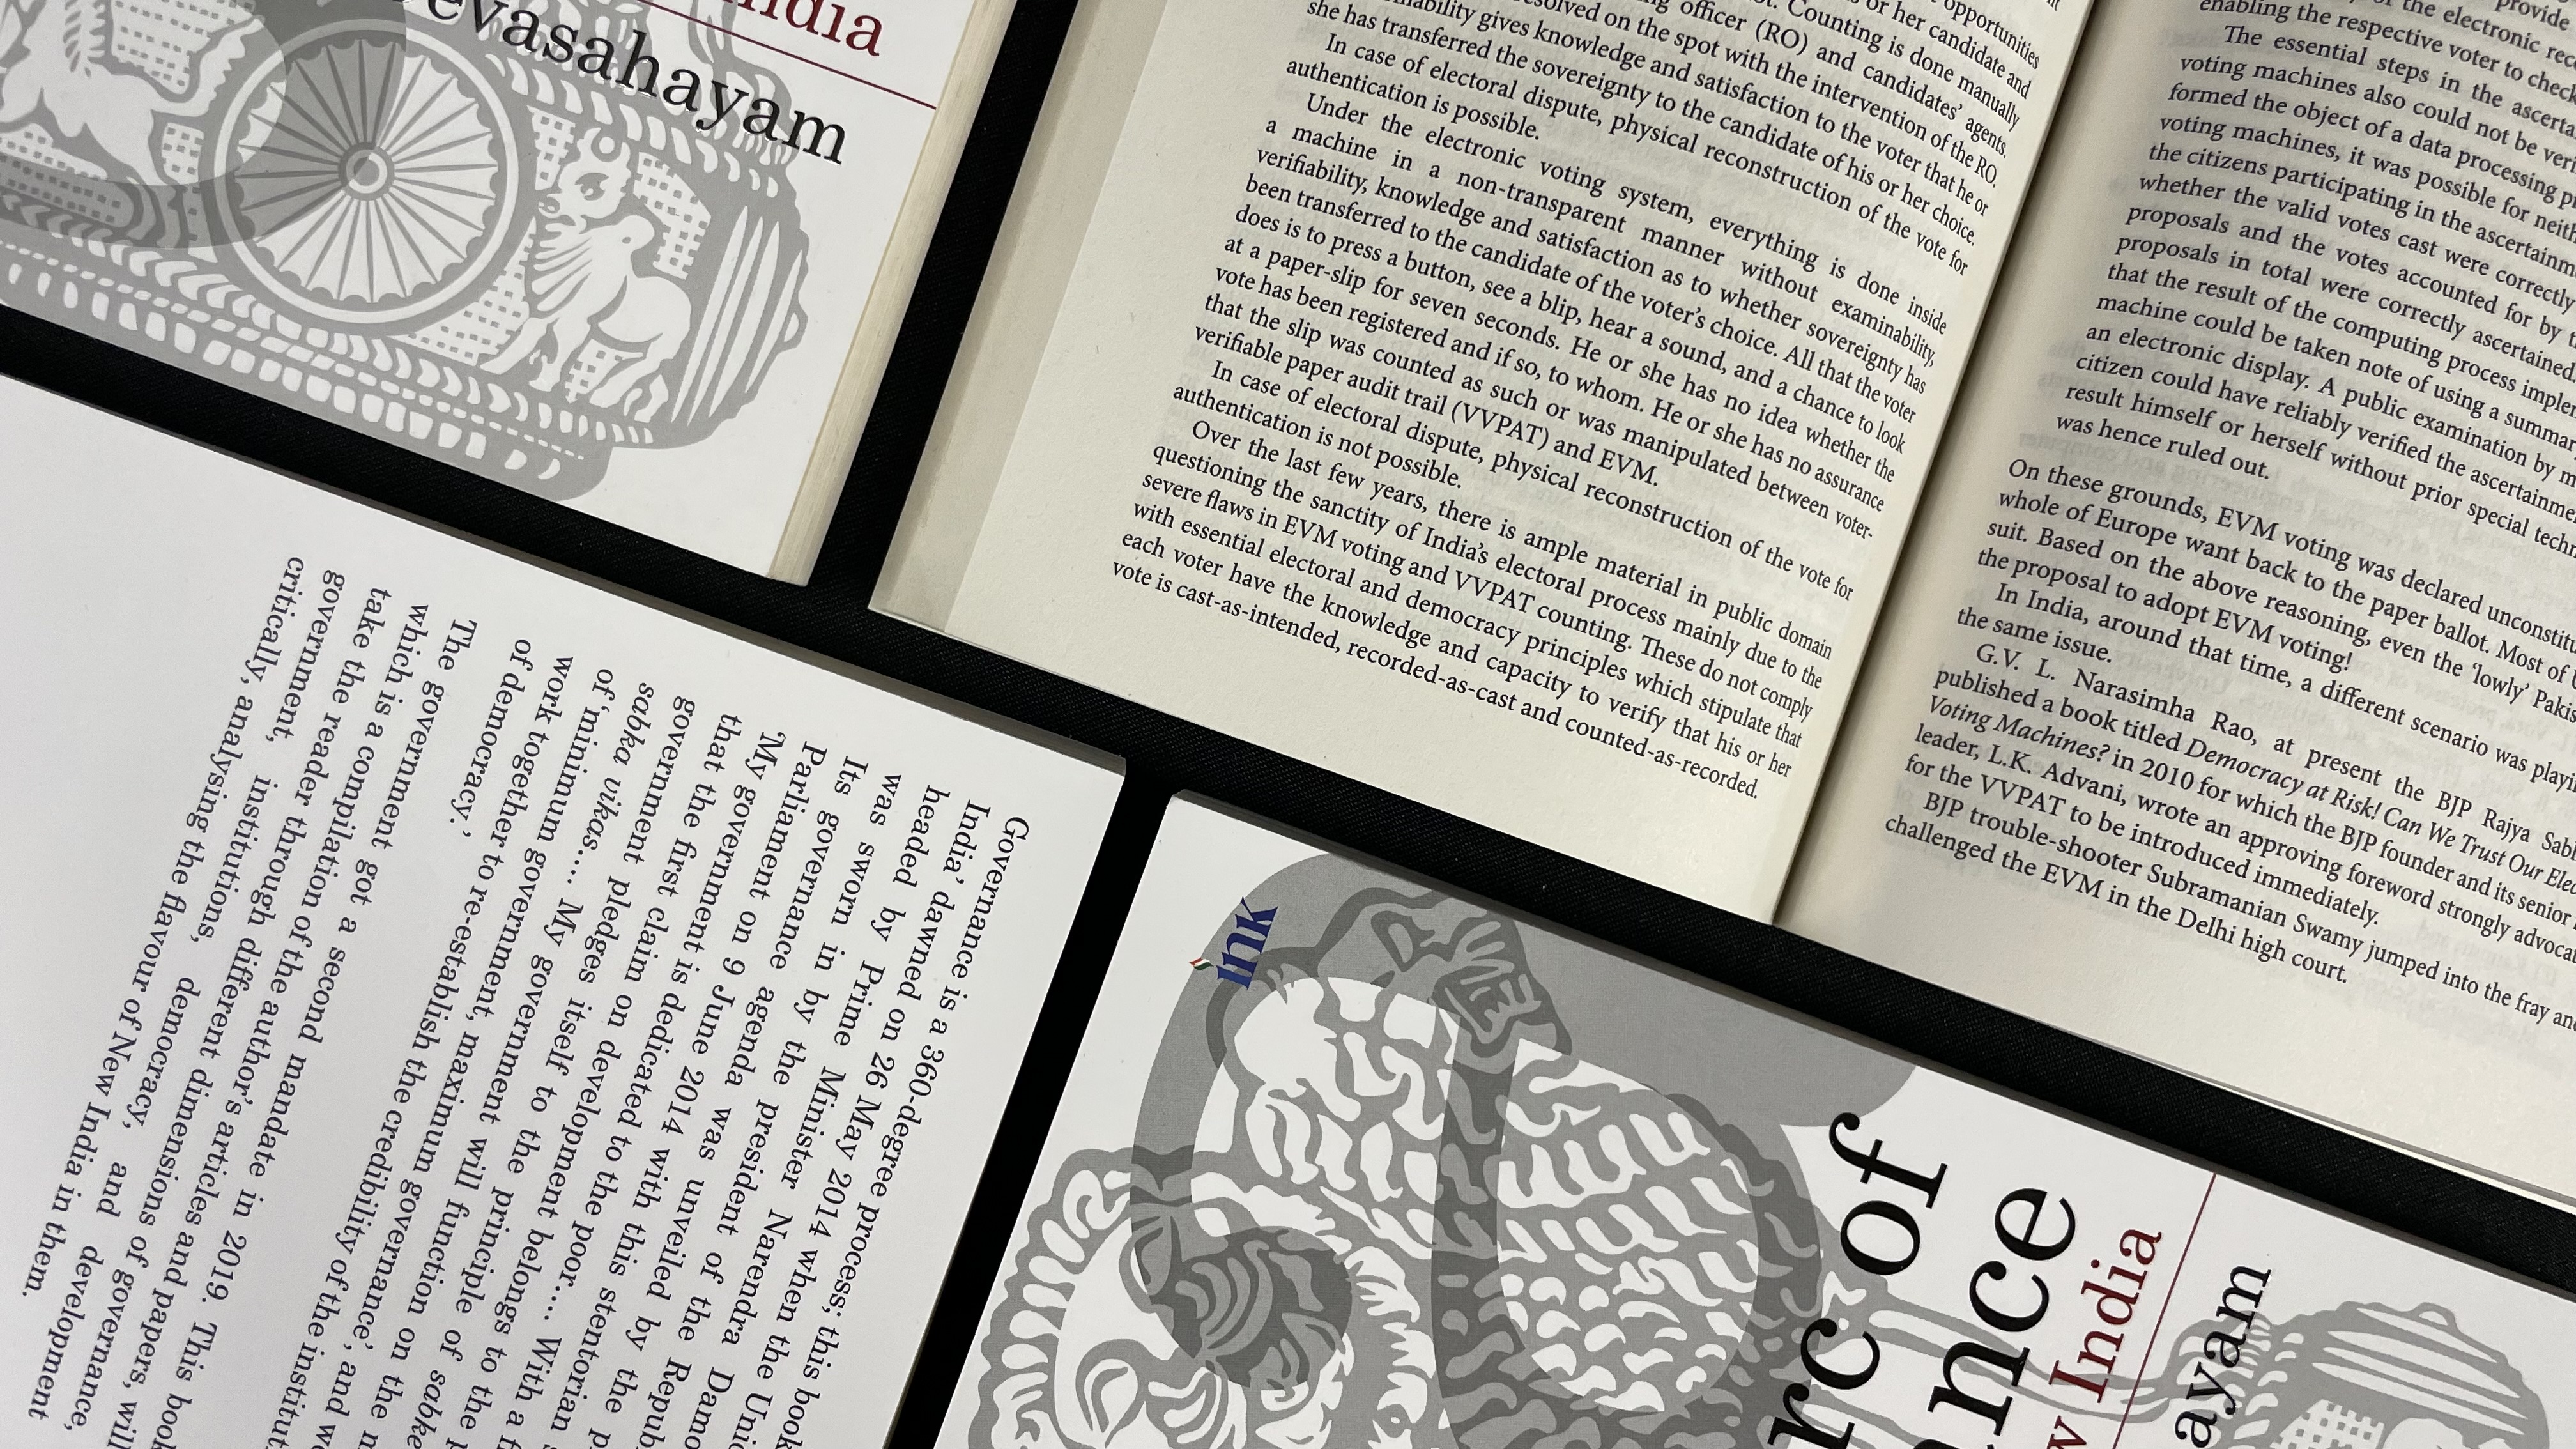 India
evasahayam
opportunities
or her candidate and
Counting is done manually
officer (RO) and candidates' agents.
resolved on the spot with the intervention of the RO.
gives knowledge and satisfaction to the voter that he or
she has transferred the sovereignty to the candidate of his or her choice.
In case of electoral dispute, physical reconstruction of the vote for
authentication is possible.
Under the electronic voting system, everything is done inside
a machine in a non-transparent manner without examinability,
verifiability, knowledge and satisfaction as to whether sovereignty has
been transferred to the candidate of the voter's choice. All that the voter
does is to press a button, see a blip, hear a sound, and a chance to look
at a paper-slip for seven seconds. He or she has no idea whether the
vote has been registered and if so, to whom. He or she has no assurance
that the slip was counted as such or was manipulated between voter-
verifiable paper audit trail (VVPAT) and EVM.
In case of electoral dispute, physical reconstruction of the vote for
authentication is not possible.
Over the last few years, there is ample material in public domain
questioning the sanctity of India's electoral process mainly due to the
severe flaws in EVM voting and VVPAT counting. These do not comply
with essential electoral and democracy principles which stipulate that
each voter have the knowledge and capacity to verify that his or her
vote is cast-as-intended, recorded-as-cast and counted-as-recorded.
provide
of the electronic
enabling the respective voter to check
The essential steps in the
voting machines also could not be
formed the object of a data processing
voting machines, it was possible for
the citizens participating in the
whether the valid votes cast were correctly
proposals and the votes accounted for by
proposals in total were correctly ascertained,
that the result of the computing process
machine could be taken note of using a
an electronic display. A public examination by
citizen could have reliably verified the
result himself or herself without prior special
was hence ruled out.
On these grounds, EVM voting was declared
whole of Europe want back to the paper ballot. Most of
suit. Based on the above reasoning, even the 'lowly'
the proposal to adopt EVM voting!
In India, around that time, a different scenario was
the same issue.
G.V. L. Narasimha Rao, at present the BJP Rajya
published a book titled Democracy at Risk! Can We Trust Our
Voting Machines? in 2010 for which the BJP founder and its senior
leader, L.K. Advani, wrote an approving foreword strongly
for the VVPAT to be introduced immediately.
BJP trouble-shooter Subramanian Swamy jumped into the fray
challenged the EVM in the Delhi high court.
Governance is a 360-degree process; this book
India' dawned on 26 May 2014 when the
headed by Prime Minister Narendra
was sworn in by the president of the
Its governance agenda was unveiled by the
Parliament on 9 June 2014 with this stentorian
'My government is dedicated to the poor.... With a
that the first claim on development belongs to the
government pledges itself to the principle of
sabka vikas.... My government will function on the
of 'minimum government, maximum governance', and
work together to re-establish the credibility of the
of democracy.'
The government got a second mandate in 2019. This book
which is a compilation of the author's articles and papers, will
take the reader through different dimensions of governance,
government, institutions, democracy, and development
critically, analysing the flavour of New India in them.
ink
rc of
ance
w India
ayam